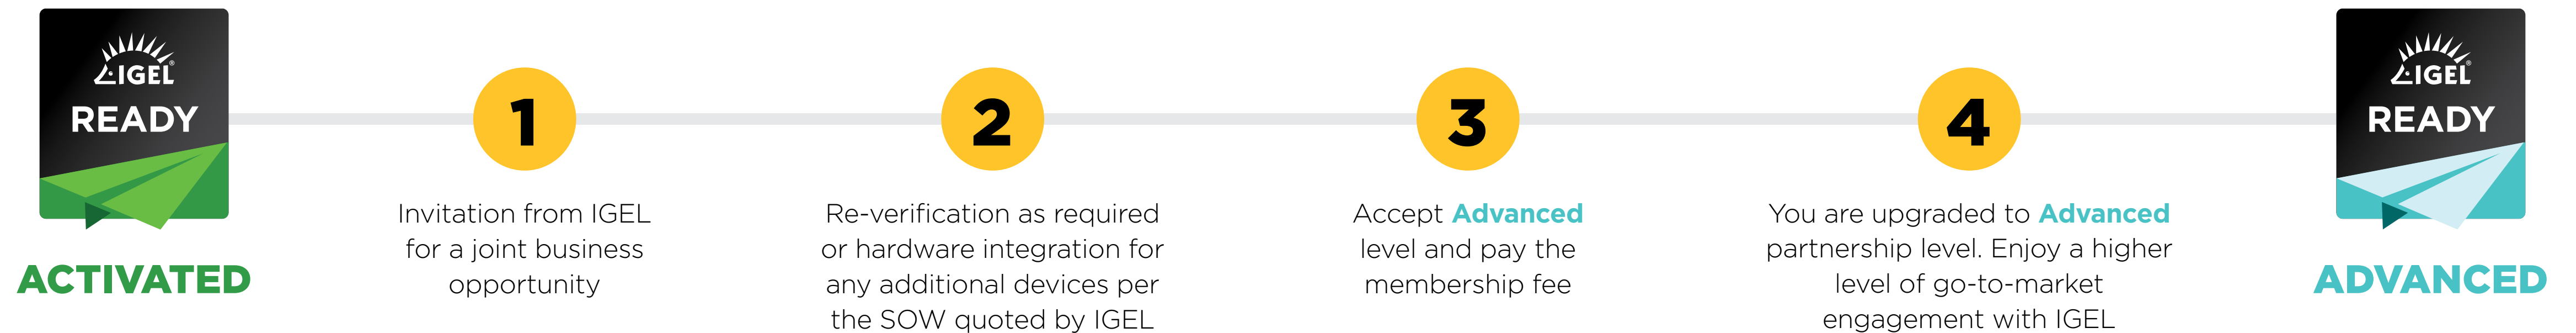 IGEL®
READY
ACTIVATED
1
Invitation from IGEL
for a joint business
opportunity
2
Re-verification as required
or hardware integration for
any additional devices per
the SOW quoted by IGEL
3
Accept Advanced
level and pay the
membership fee
4
You are upgraded to Advanced
partnership level. Enjoy a higher
level of go-to-market
engagement with IGEL
IGEL®
READY
ADVANCED